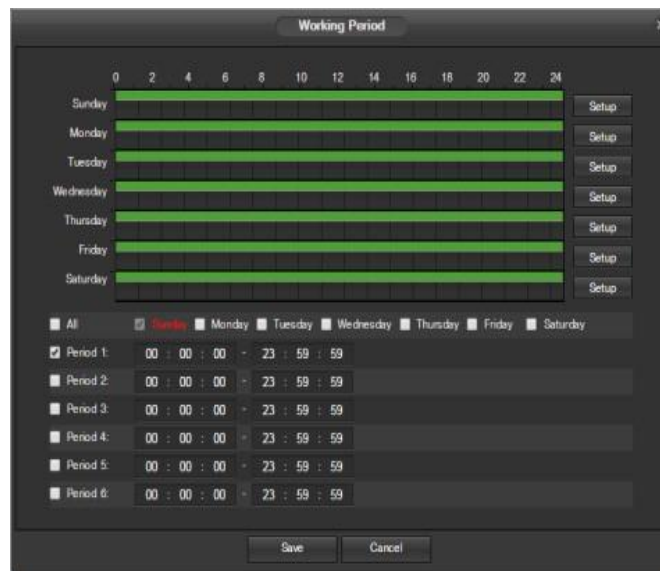 Working Period
0 2 4 6 8 10 12 14 16 18 20 22 24
Sunday Setup
Monday Setup
Tuesday Setup
Wednesday Setup
Thursday Setup
Friday Setup
Saturday Setup
All Sunday Monday Tuesday Wednesday Thursday Friday Saturday
Period 1: 00 : 00 : 00 - 23 : 59 : 59
Period 2: 00 : 00 : 00 - 23 : 59 : 59
Period 3: 00 : 00 : 00 - 23 : 59 : 59
Period 4: 00 : 00 : 00 - 23 : 59 : 59
Period 5: 00 : 00 : 00 - 23 : 59 : 59
Period 6: 00 : 00 : 00 - 23 : 59 : 59
Save Cancel